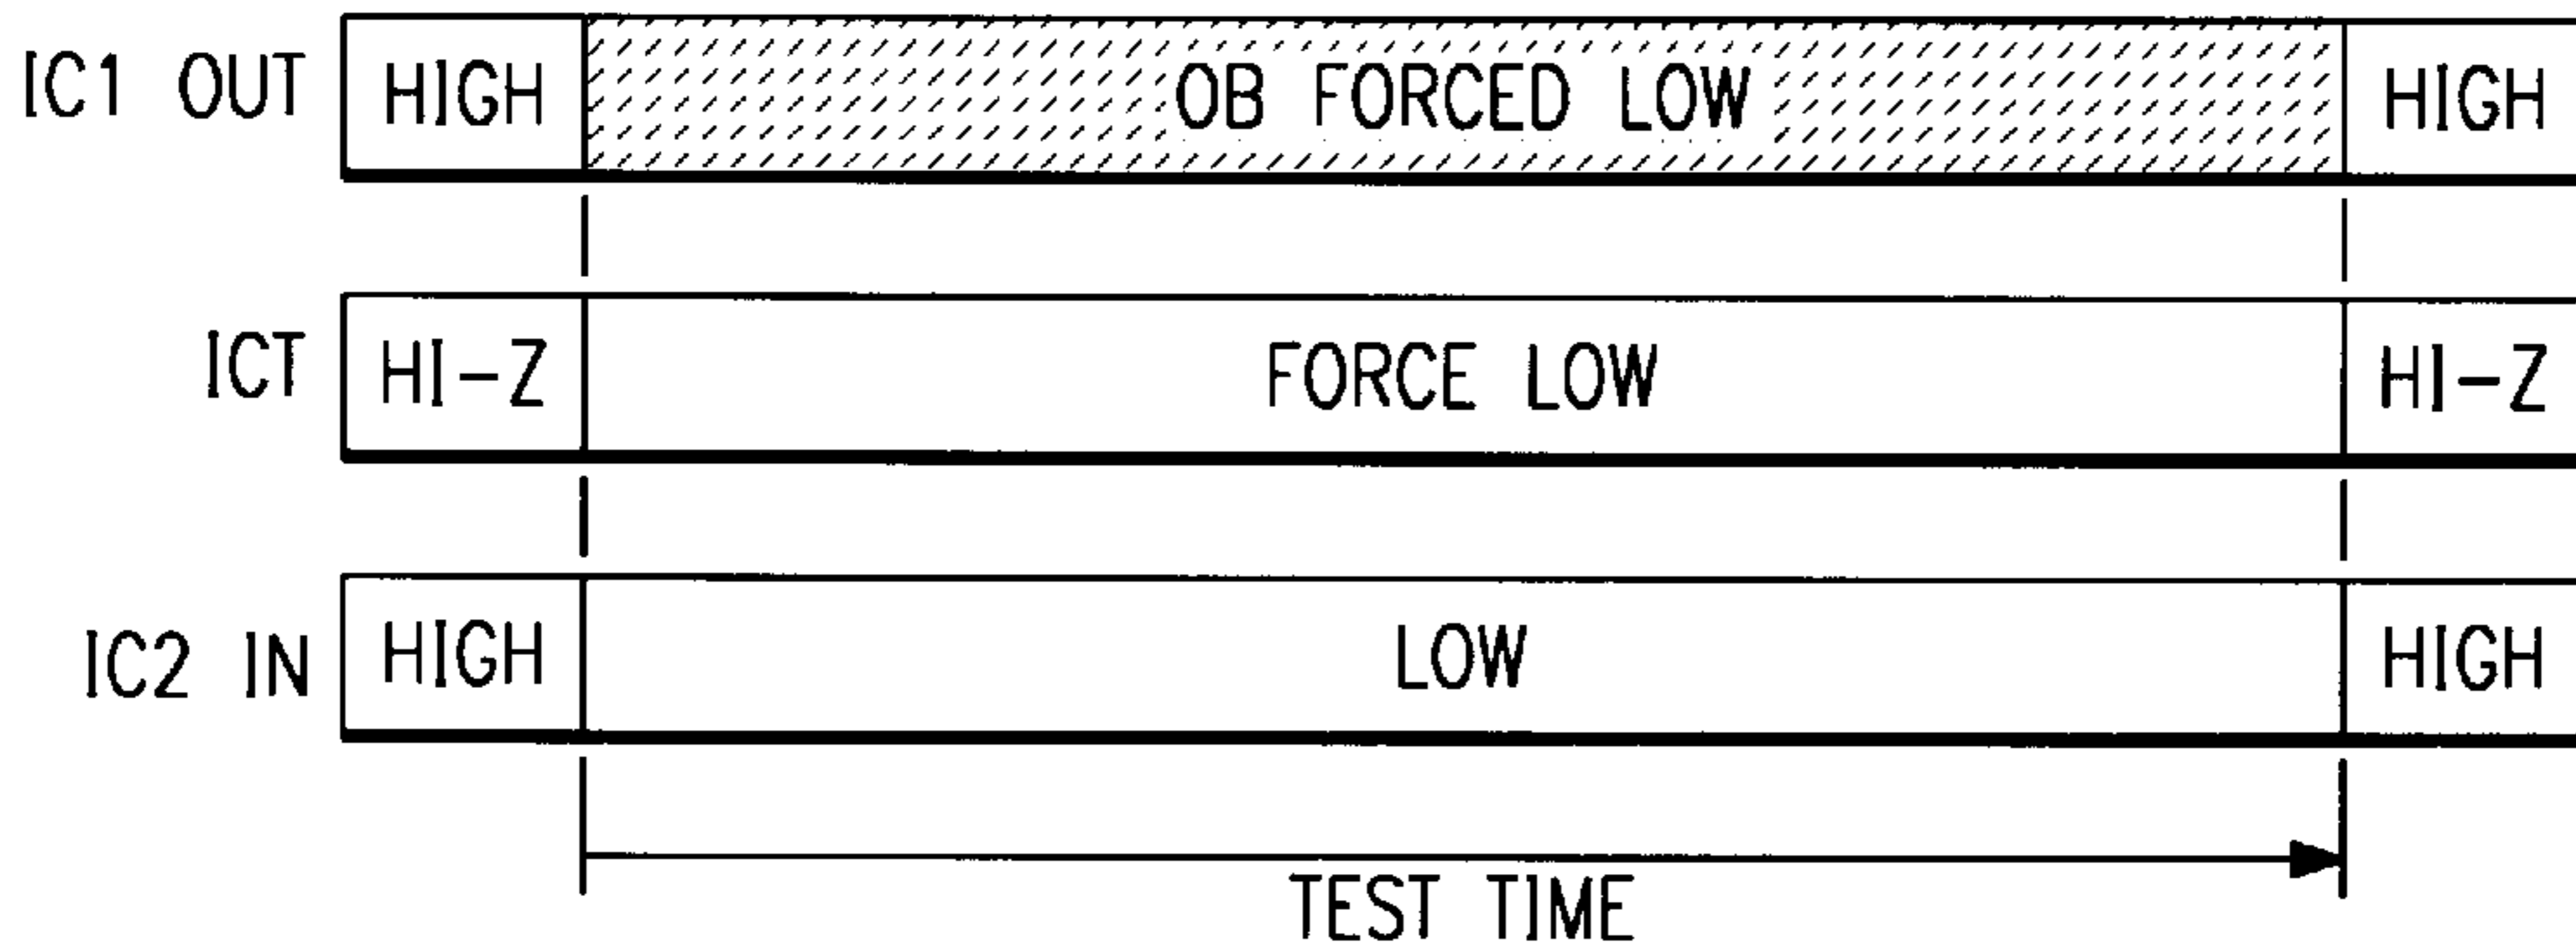 IC1 OUT HIGH OB FORCED LOW HIGH
ICT HI-Z FORCE LOW HI-Z
IC2 IN HIGH LOW HIGH
TEST TIME